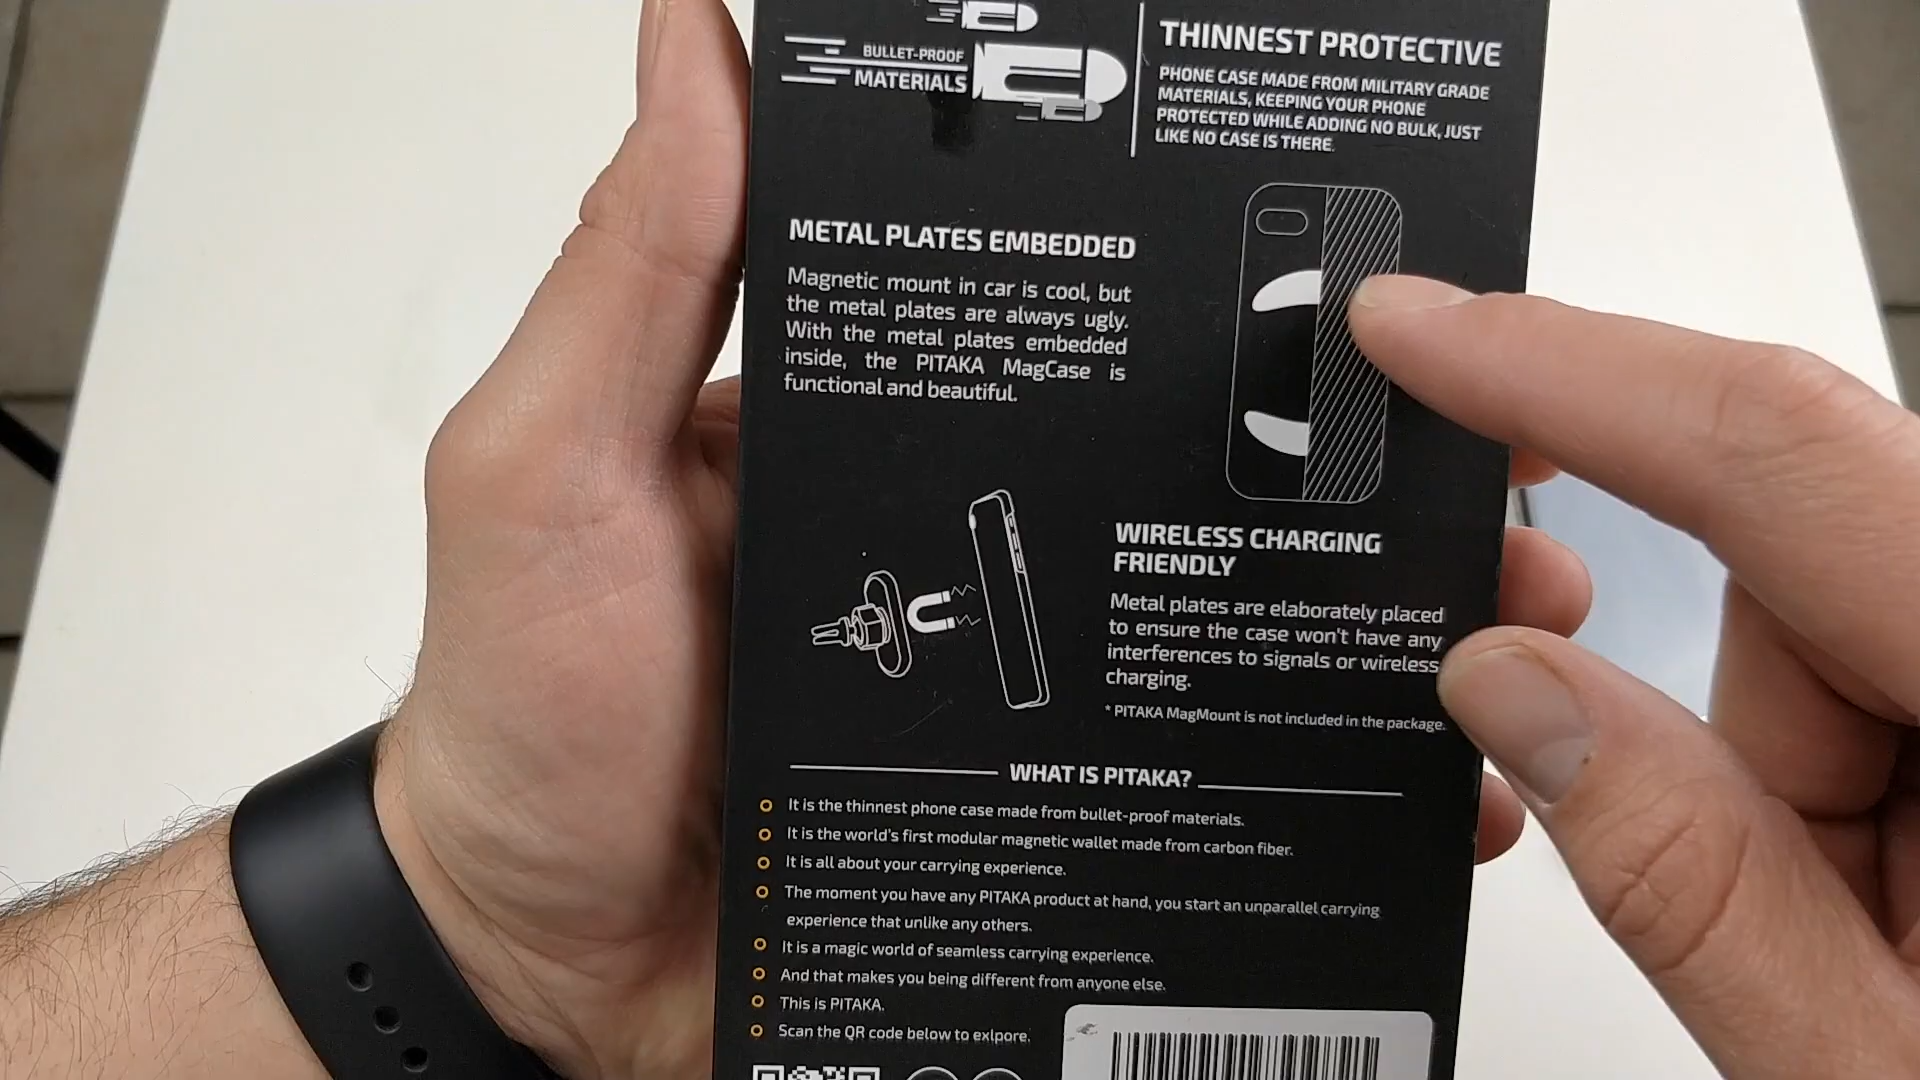 BULLET-PROOF
MATERIALS
THINNEST PROTECTIVE
PHONE CASE MADE FROM MILITARY GRADE
MATERIALS, KEEPING YOUR PHONE
PROTECTED WHILE ADDING NO BULK, JUST
LIKE NO CASE IS THERE.
METAL PLATES EMBEDDED
Magnetic mount in car is cool, but
the metal plates are always ugly.
With the metal plates embedded
inside, the PITAKA MagCase is
functional and beautiful.
WIRELESS CHARGING
FRIENDLY
Metal plates are elaborately placed
to ensure the case won't have any
interferences to signals or wireless
charging.
* PITAKA MagMount is not included in the package.
WHAT IS PITAKA?
It is the thinnest phone case made from bullet-proof materials.
It is the world's first modular magnetic wallet made from carbon fiber.
It is all about your carrying experience.
The moment you have any PITAKA product at hand, you start an unparallel carrying
experience that unlike any others.
It is a magic world of seamless carrying experience.
And that makes you being different from anyone else.
This is PITAKA.
Scan the QR code below to exlpore.